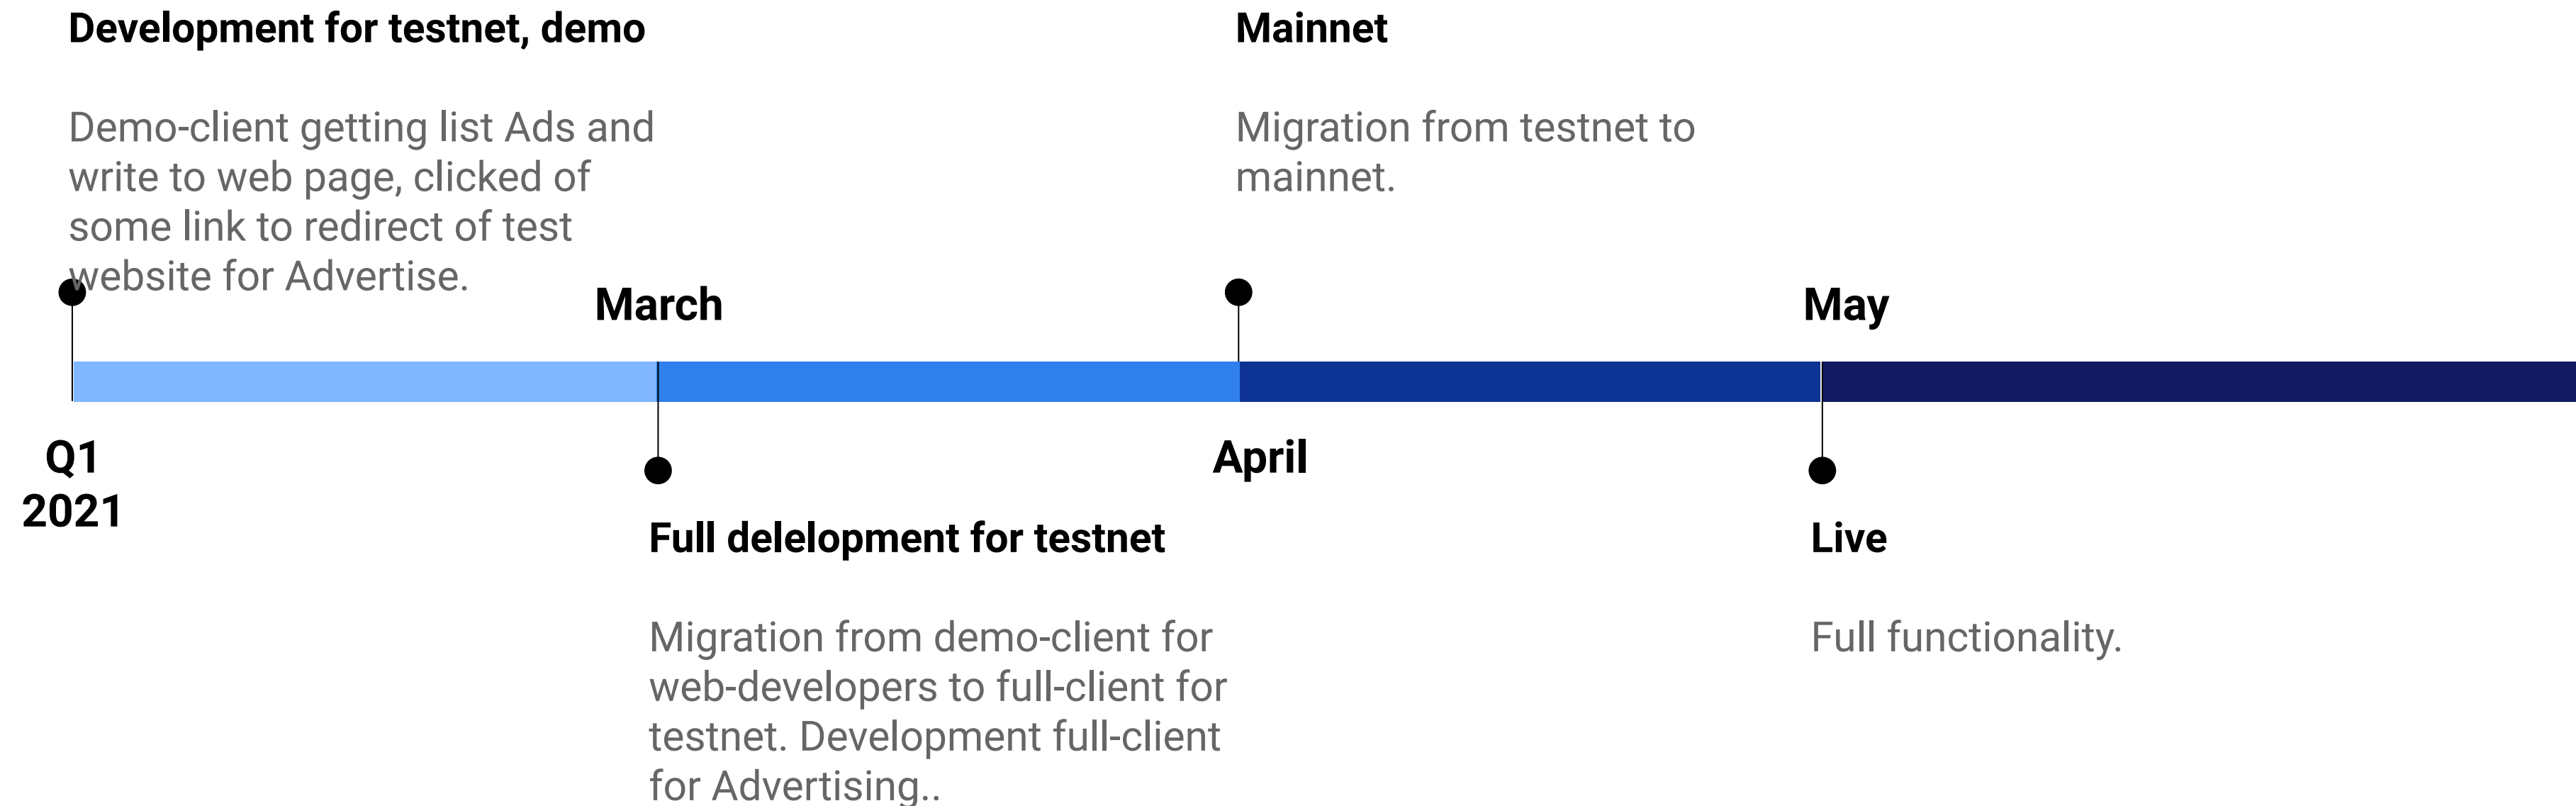 Development for testnet, demo
Demo-client getting list Ads and
write to web page, clicked of
some link to redirect of test
website for Advertise.
Mainnet
Migration from testnet to
mainnet.
March
May
Q1
2021
April
Full delelopment for testnet
Migration from demo-client for
web-developers to full-client for
testnet. Development full-client
for Advertising..
Live
Full functionality.